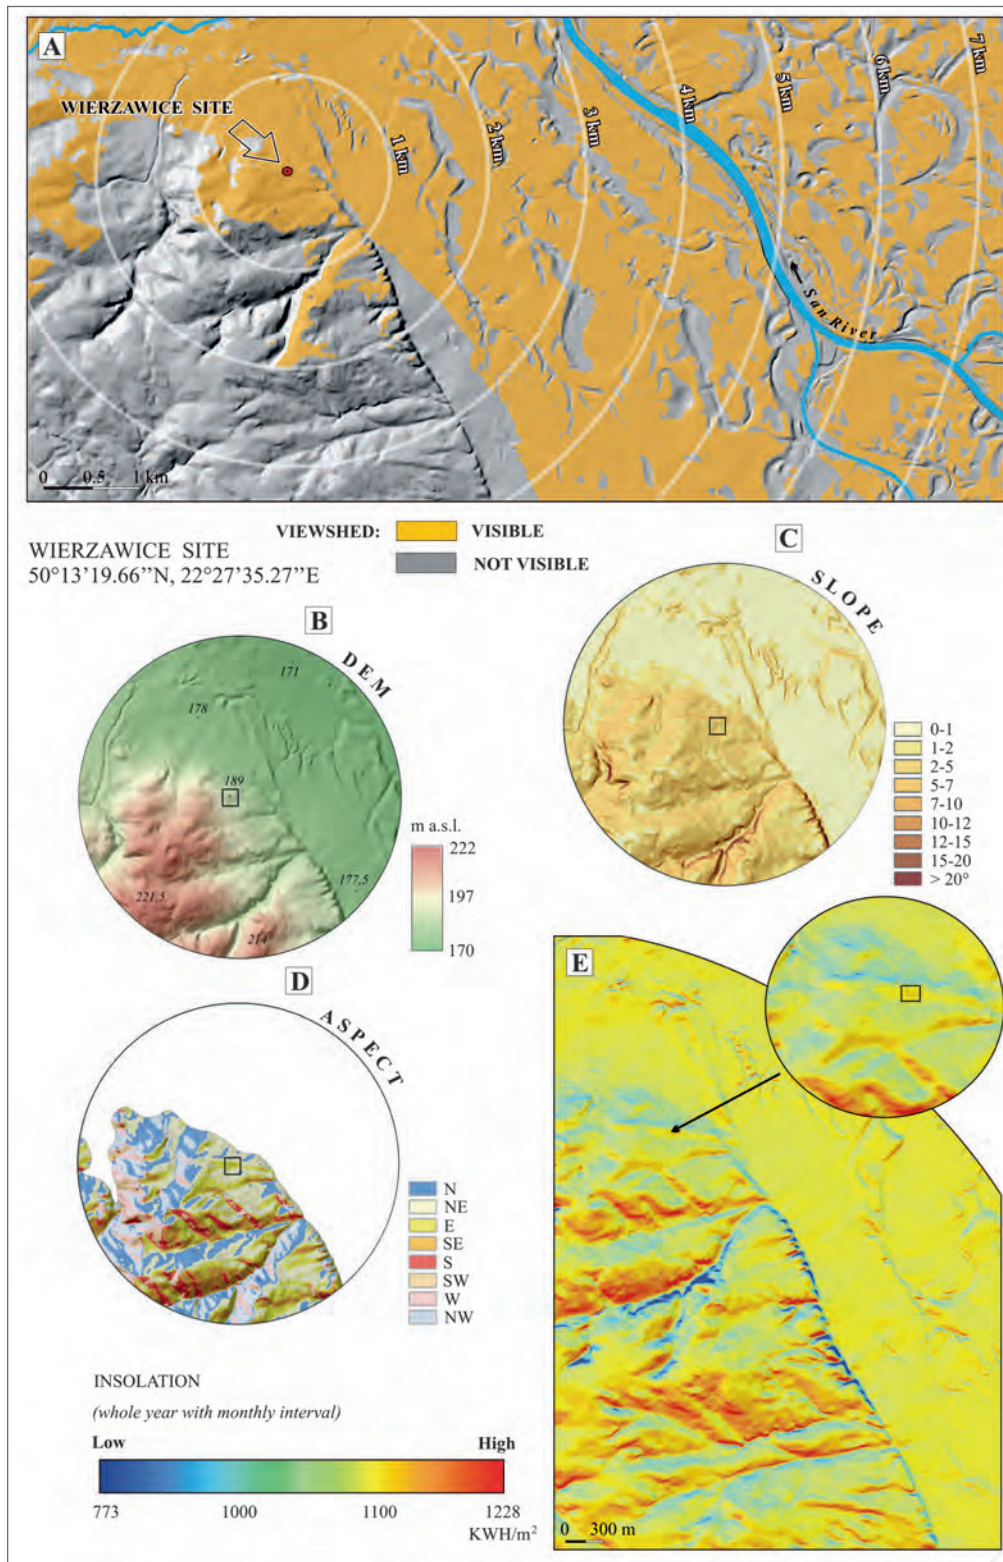 A
WIERZAWICE SITE
1 km
2 km
3 km
4 km
5 km
6 km
7 km
San River
0 0.5 1 km
VIEWSHED: VISIBLE
NOT VISIBLE
WIERZAWICE SITE
50°13'19.66’’N, 22°27'35.27’’E
B
DEM
171
178
189
177,5
221,5
214
m a.s.l.
222
197
170
C
SLOPE
0-1
1-2
2-5
5-7
7-10
10-12
12-15
15-20
> 20°
D
ASPECT
N
NE
E
SE
S
SW
W
NW
E
0 300 m
INSOLATION
(whole year with monthly interval)
Low High
773 1000 1100 1228
KWH/m²